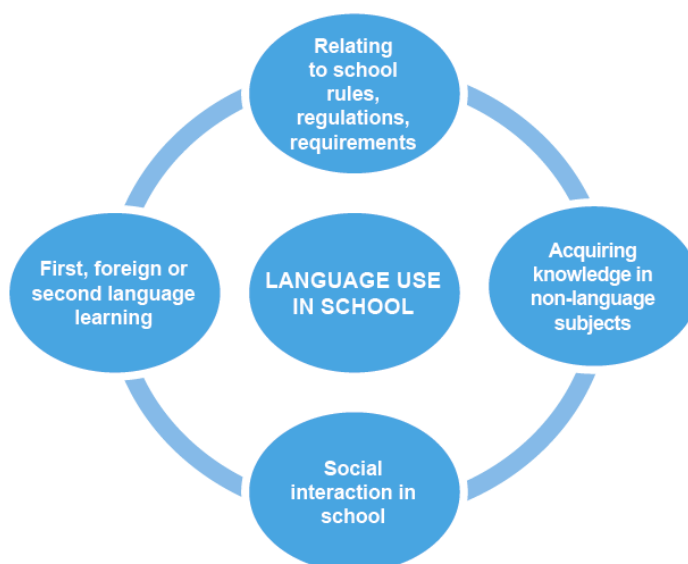 Relating
to school
rules,
regulations,
requirements
First, foreign or
second language
learning
LANGUAGE USE
IN SCHOOL
Acquiring
knowledge in
non-language
subjects
Social
interaction in
school